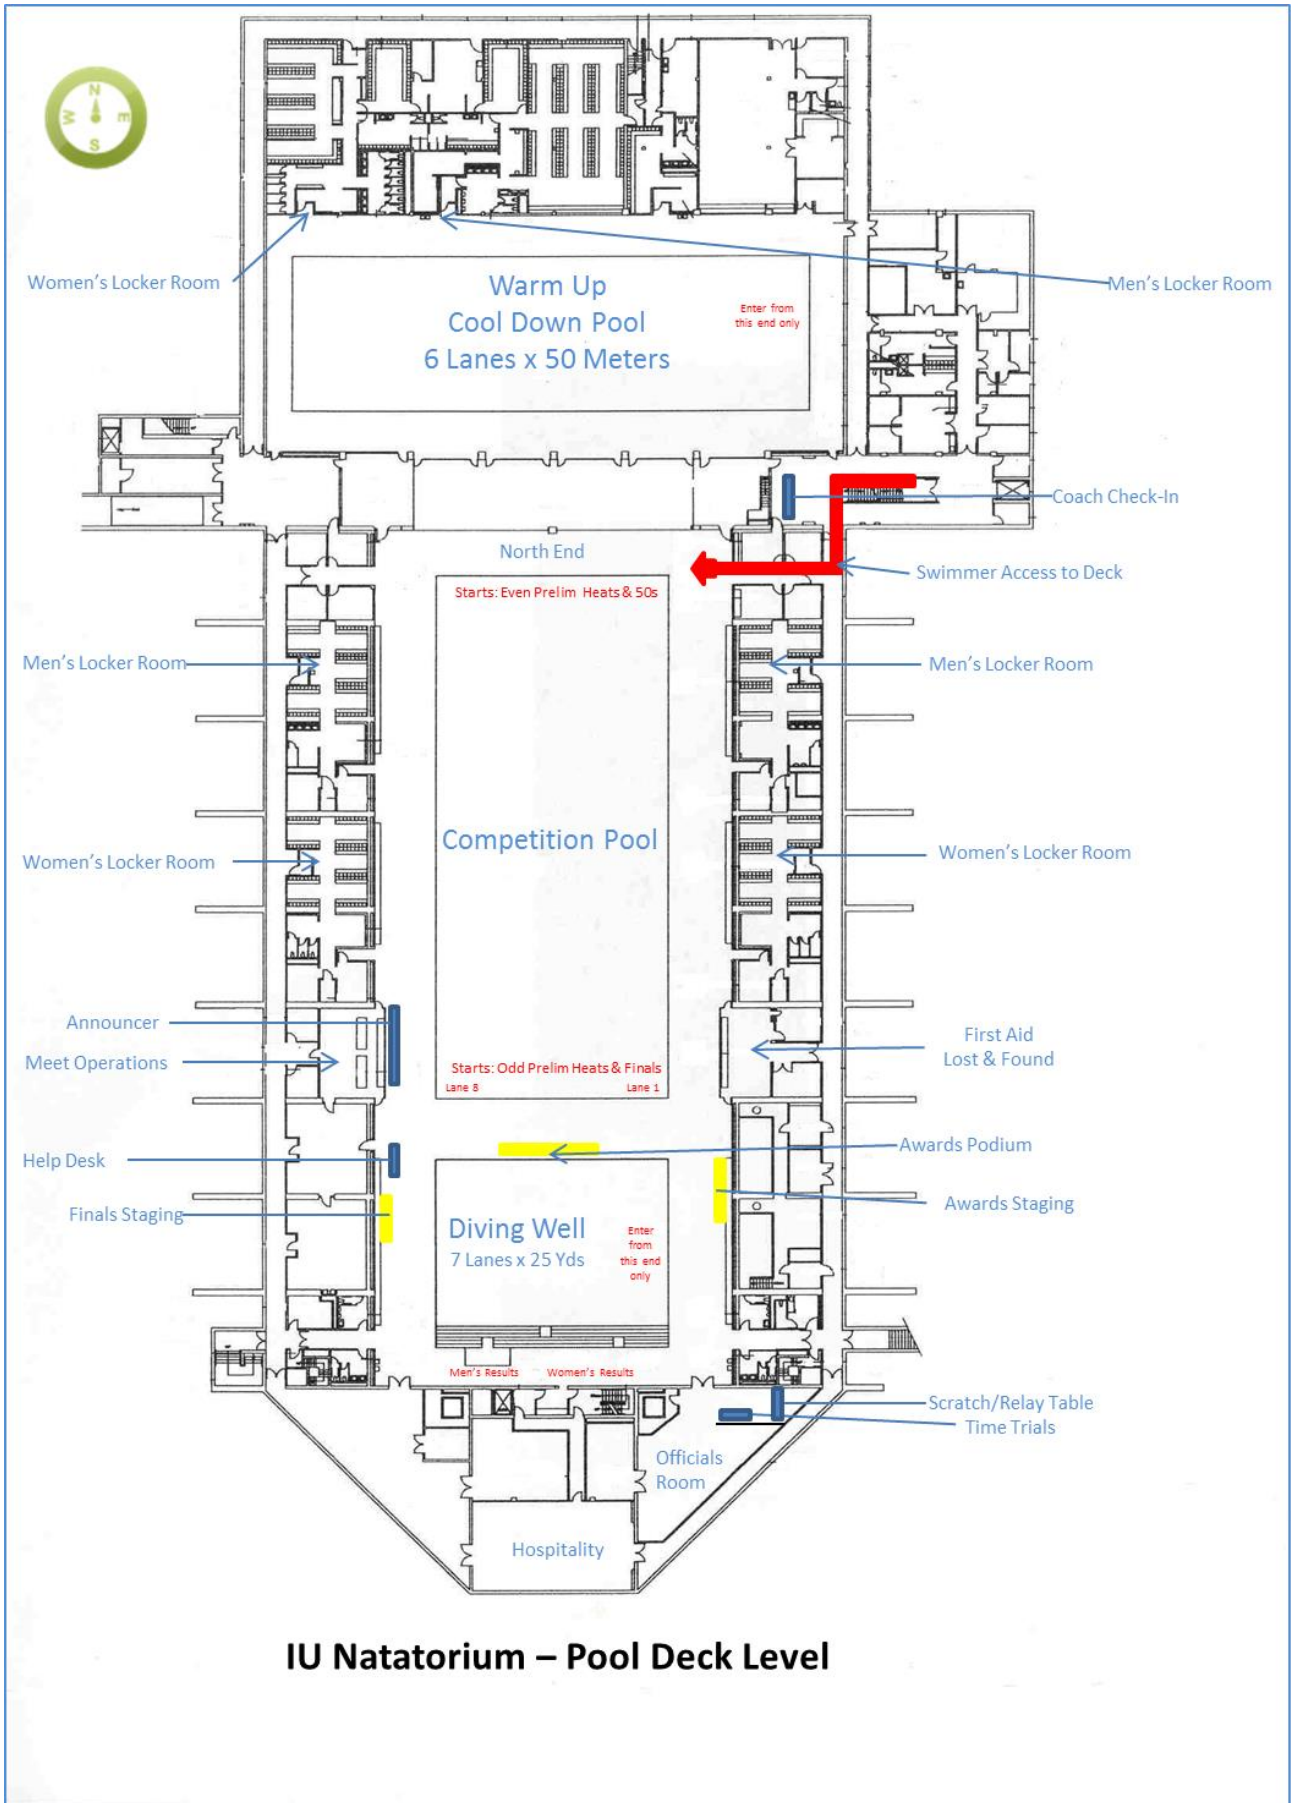 N
W
E
S
Women's Locker Room
Warm Up
Cool Down Pool
6 Lanes x 50 Meters
Enter from
this end only
Men's Locker Room
Coach Check-In
North End
Swimmer Access to Deck
Starts: Even Prelim Heats & 50s
Men's Locker Room
Men's Locker Room
Competition Pool
Women's Locker Room
Women's Locker Room
Announcer
Meet Operations
First Aid
Lost & Found
Starts: Odd Prelim Heats & Finals
Lane 8
Lane 1
Help Desk
Awards Podium
Finals Staging
Awards Staging
Diving Well
7 Lanes x 25 Yds
Enter
from
this end
only
Men's Results
Women's Results
Scratch/Relay Table
Time Trials
Officials
Room
Hospitality
IU Natatorium – Pool Deck Level